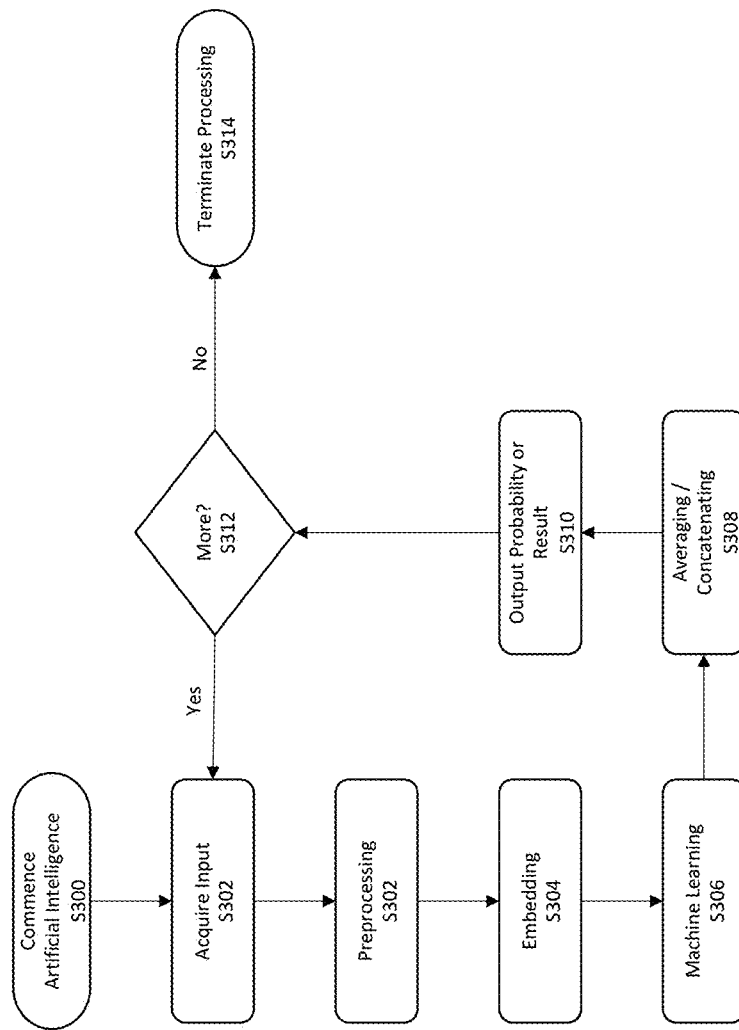 Commence
Artificial Intelligence
S300
Acquire Input
S302
Preprocessing
S302
Embedding
S304
Machine Learning
S306
Averaging /
Concatenating
S308
Output Probability or
Result
S310
More?
S312
Yes
No
Terminate Processing
S314